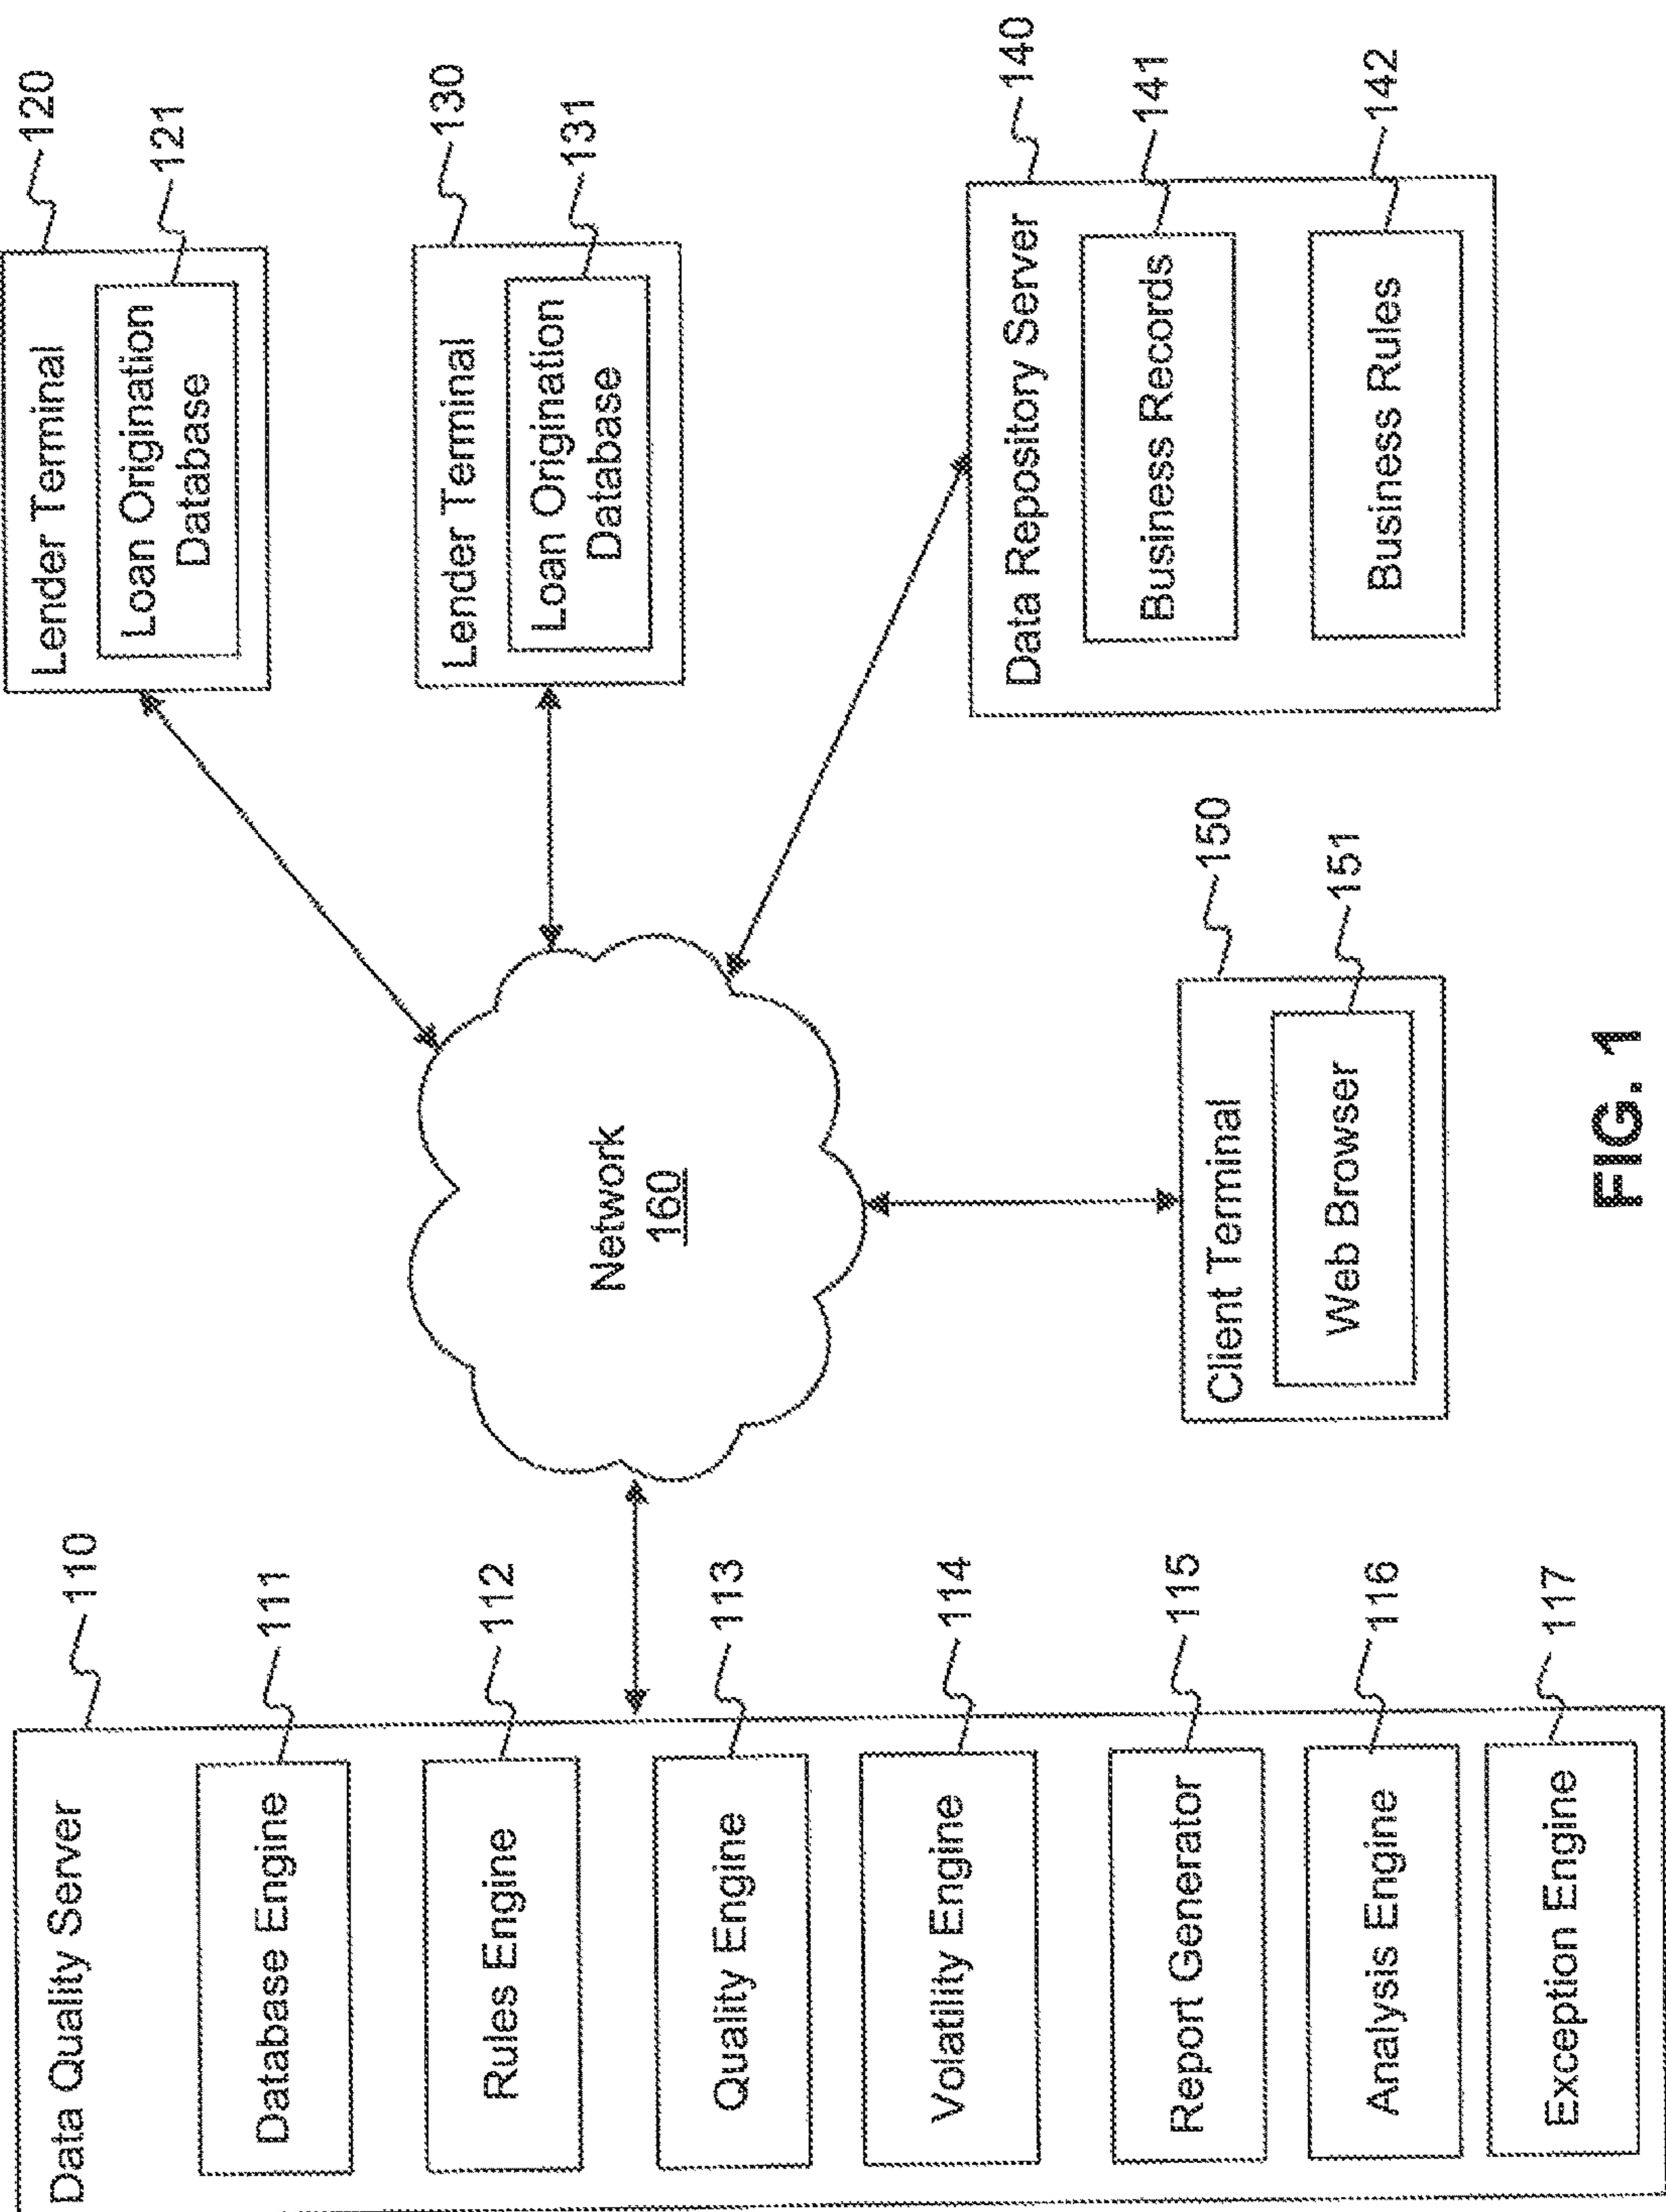 Data Quality Server
110
Database Engine
111
Rules Engine
112
Quality Engine
113
Volatility Engine
114
Report Generator
115
Analysis Engine
116
Exception Engine
117
Network
160
Lender Terminal
120
Loan Origination
Database
121
Lender Terminal
130
Loan Origination
Database
131
Data Repository Server
140
Business Records
141
Business Rules
142
Client Terminal
150
Web Browser
151
FIG. 1